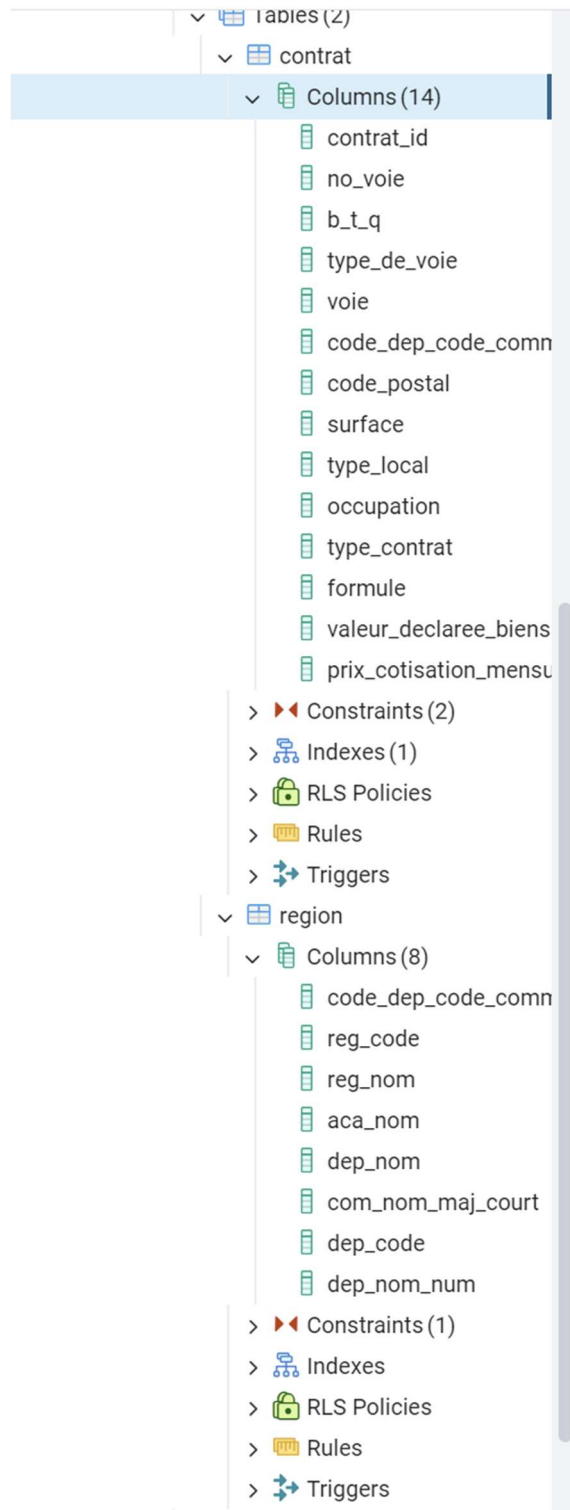 Tables (2)
contrat
Columns (14)
contrat_id
no_voie
b_t_q
type_de_voie
voie
code_dep_code_comm
code_postal
surface
type_local
occupation
type_contrat
formule
valeur_declaree_biens
prix_cotisation_mensu
Constraints (2)
Indexes (1)
RLS Policies
Rules
Triggers
region
Columns (8)
code_dep_code_comm
reg_code
reg_nom
aca_nom
dep_nom
com_nom_maj_court
dep_code
dep_nom_num
Constraints (1)
Indexes
RLS Policies
Rules
Triggers